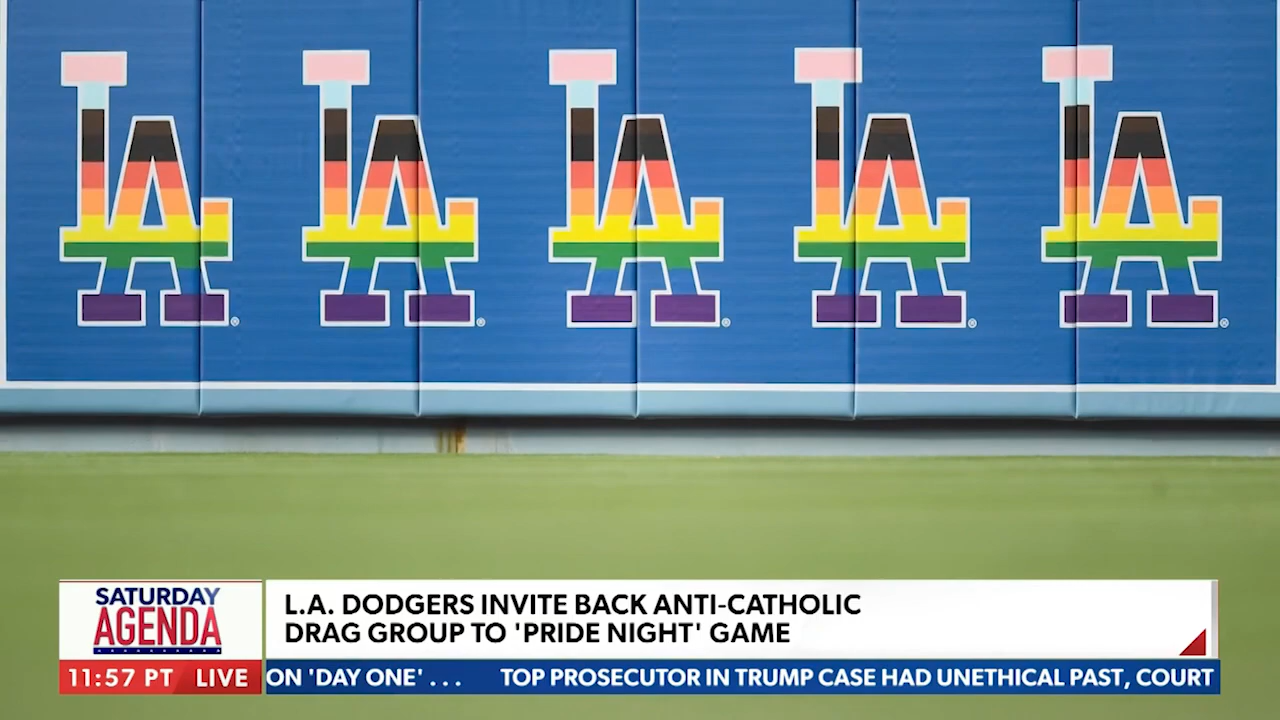 LA LA LA LA LA
SATURDAY
AGENDA
L.A. DODGERS INVITE BACK ANTI-CATHOLIC
DRAG GROUP TO 'PRIDE NIGHT' GAME
11:57 PT LIVE
ON 'DAY ONE' . . . TOP PROSECUTOR IN TRUMP CASE HAD UNETHICAL PAST, COURT